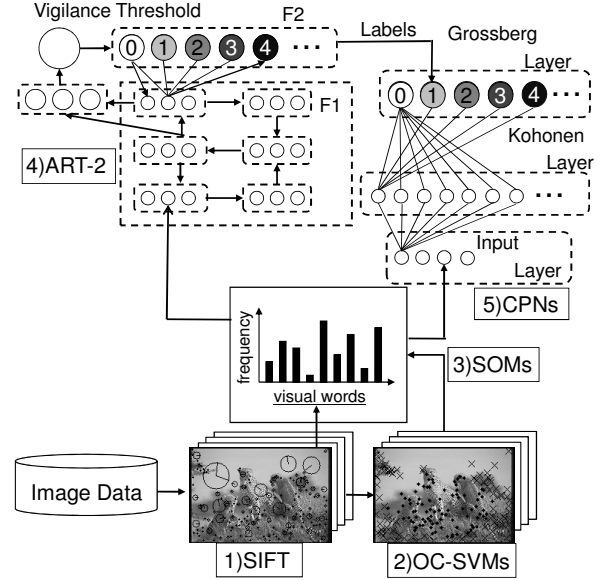 Vigilance Threshold
F2
0 1 2 3 4 ...
Labels
Grossberg
Layer
0 1 2 3 4 ...
F1
4)ART-2
Kohonen
Layer
...
Input
Layer
5)CPNs
frequency
visual words
3)SOMs
Image Data
1)SIFT
2)OC-SVMs